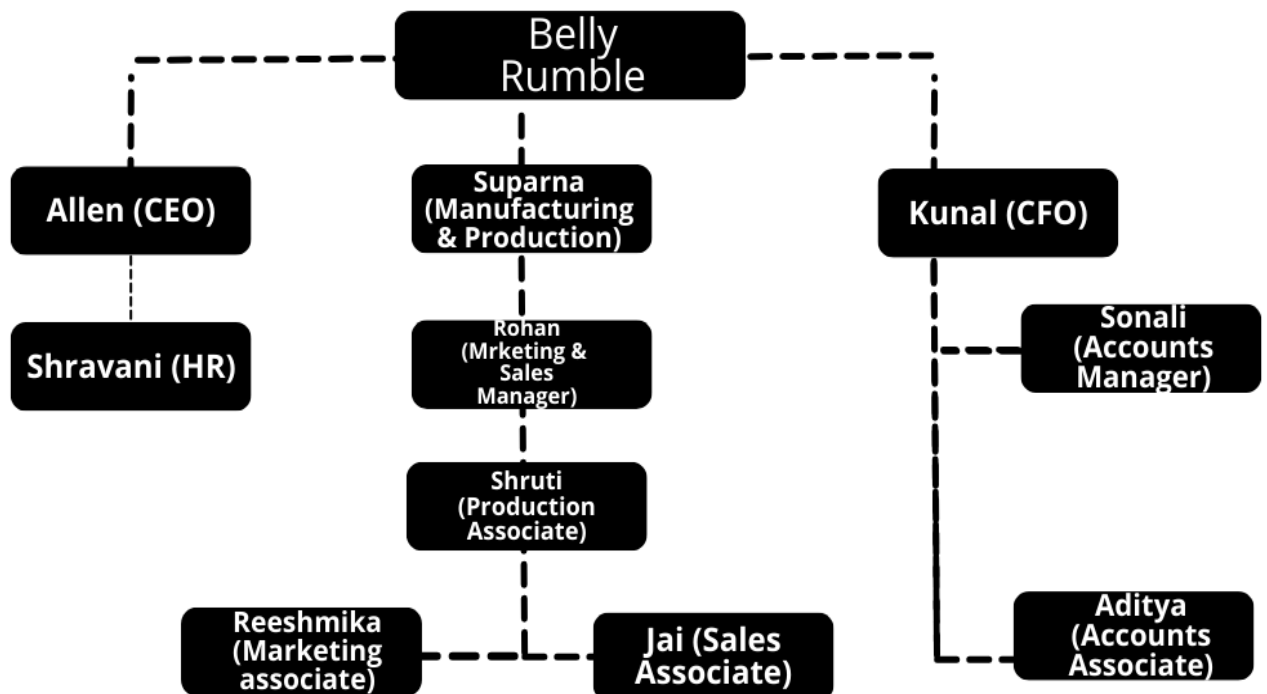 Belly
Rumble
Allen (CEO)
Suparna
(Manufacturing
& Production)
Kunal (CFO)
Shravani (HR)
Rohan
(Mrketing &
Sales
Manager)
Sonali
(Accounts
Manager)
Shruti
(Production
Associate)
Reeshmika
(Marketing
associate)
Jai (Sales
Associate)
Aditya
(Accounts
Associate)